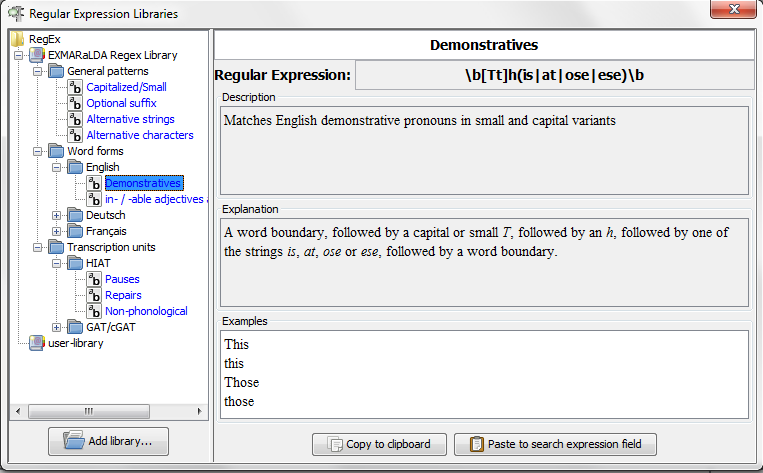 Regular Expression Libraries
RegEx
EXMARaLDA Regex Library
General patterns
Capitalized/Small
Optional suffix
Alternative strings
Alternative characters
Word forms
English
Demonstratives
in- / -able adjectives a
Deutsch
Français
Transcription units
HIAT
Pauses
Repairs
Non-phonological
GAT/cGAT
user-library
Add library...
Demonstratives
Regular Expression: \b[Tt]h(is|at|ose|ese)\b
Description
Matches English demonstrative pronouns in small and capital variants
Explanation
A word boundary, followed by a capital or small T, followed by an h, followed by one of
the strings is, at, ose or ese, followed by a word boundary.
Examples
This
this
Those
those
Copy to clipboard
Paste to search expression field